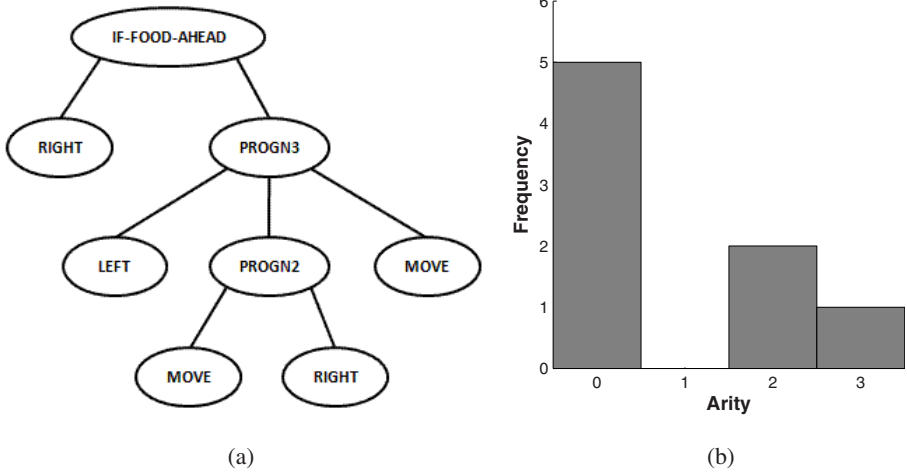 IF-FOOD-AHEAD
RIGHT
PROGN3
LEFT
PROGN2
MOVE
MOVE
RIGHT
(a)
6
5
4
3
2
1
0
Frequency
0 1 2 3
Arity
(b)